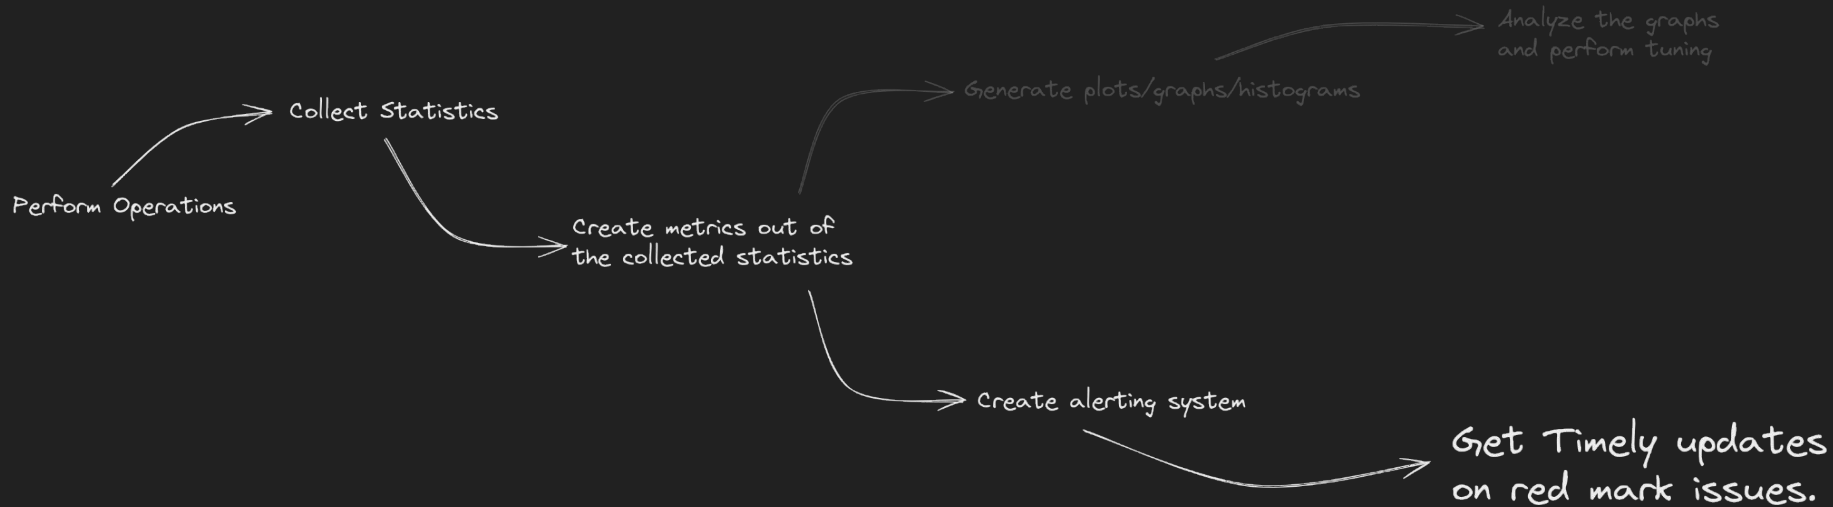 Analyze the graphs
and perform tuning
Generate plots/graphs/histograms
Collect Statistics
Perform Operations
Create metrics out of
the collected statistics
Create alerting system
Get Timely updates
on red mark issues.